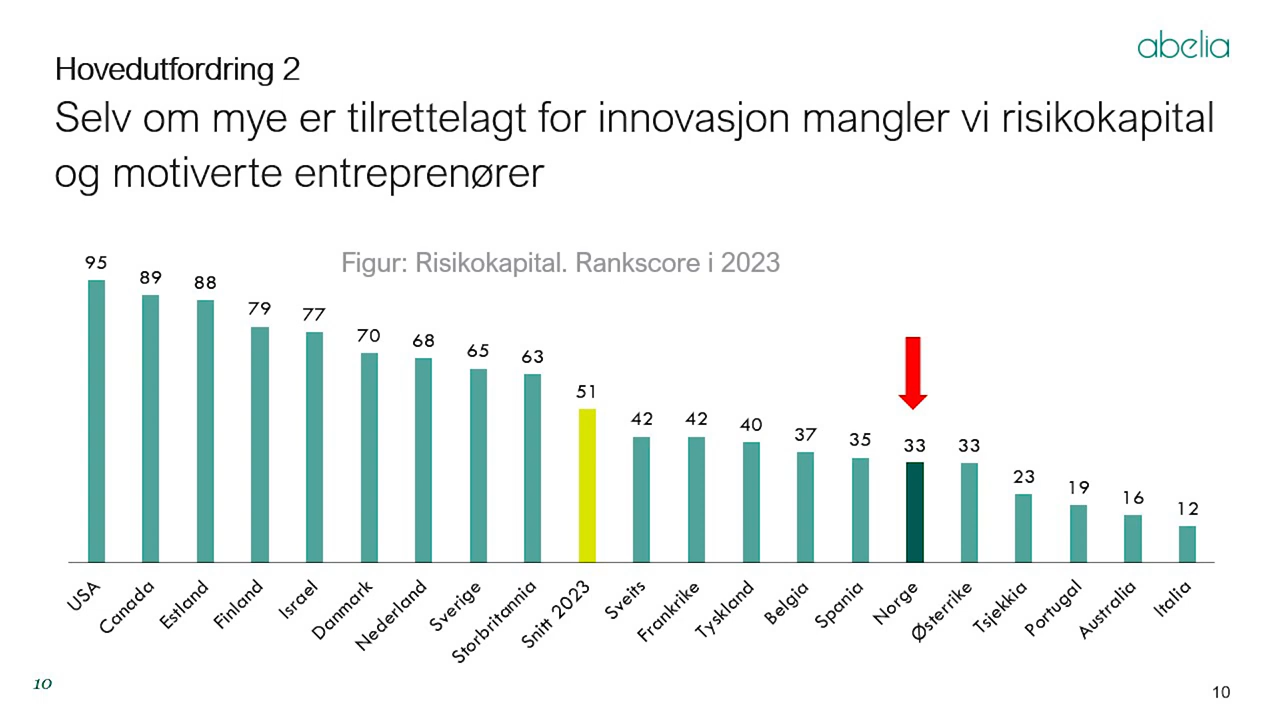 abelia
Hovedutfordring 2
Selv om mye er tilrettelagt for innovasjon mangler vi risikokapital
og motiverte entreprenører
Figur: Risikokapital. Rankscore i 2023
95
89
88
79
77
70
68
65
63
51
42
42
40
37
35
33
33
23
19
16
12
USA
Canada
Estland
Finland
Israel
Danmark
Nederland
Sverige
Storbritannia
Snitt 2023
Sveits
Frankrike
Tyskland
Belgia
Spania
Norge
Østerrike
Tsjekkia
Portugal
Australia
Italia
10
10